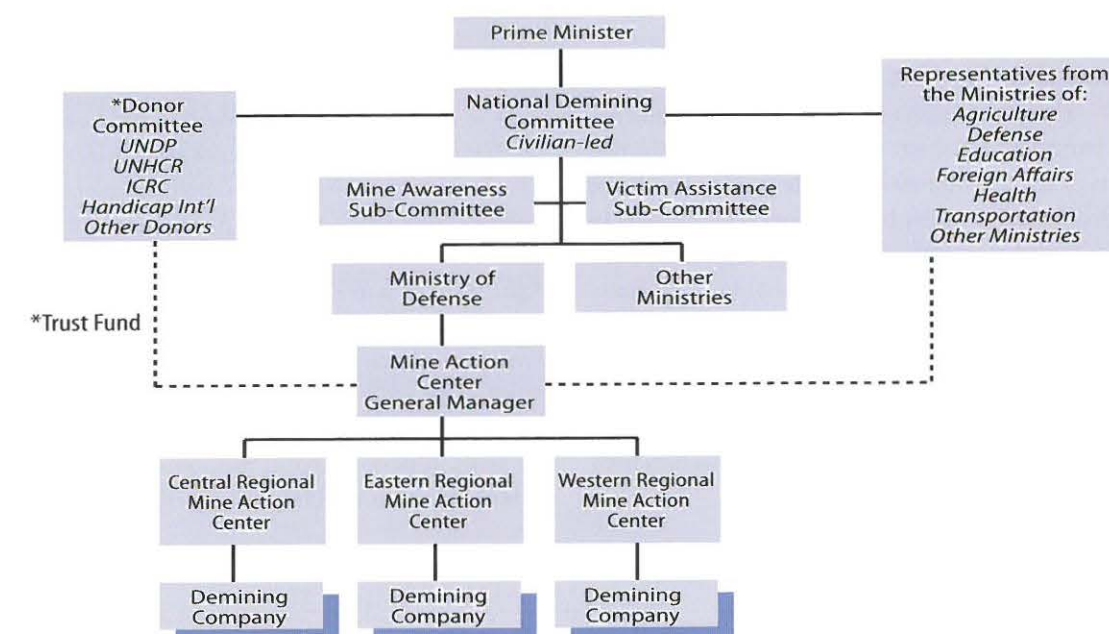 Prime Minister
*Donor
Committee
UNDP
UNHCR
ICRC
Handicap Int'l
Other Donors
National Demining
Committee
Civilian-led
Representatives from
the Ministries of:
Agriculture
Defense
Education
Foreign Affairs
Health
Transportation
Other Ministries
Mine Awareness
Sub-Committee
Victim Assistance
Sub-Committee
Ministry of
Defense
Other
Ministries
*Trust Fund
Mine Action
Center
General Manager
Central Regional
Mine Action
Center
Eastern Regional
Mine Action
Center
Western Regional
Mine Action
Center
Demining
Company
Demining
Company
Demining
Company